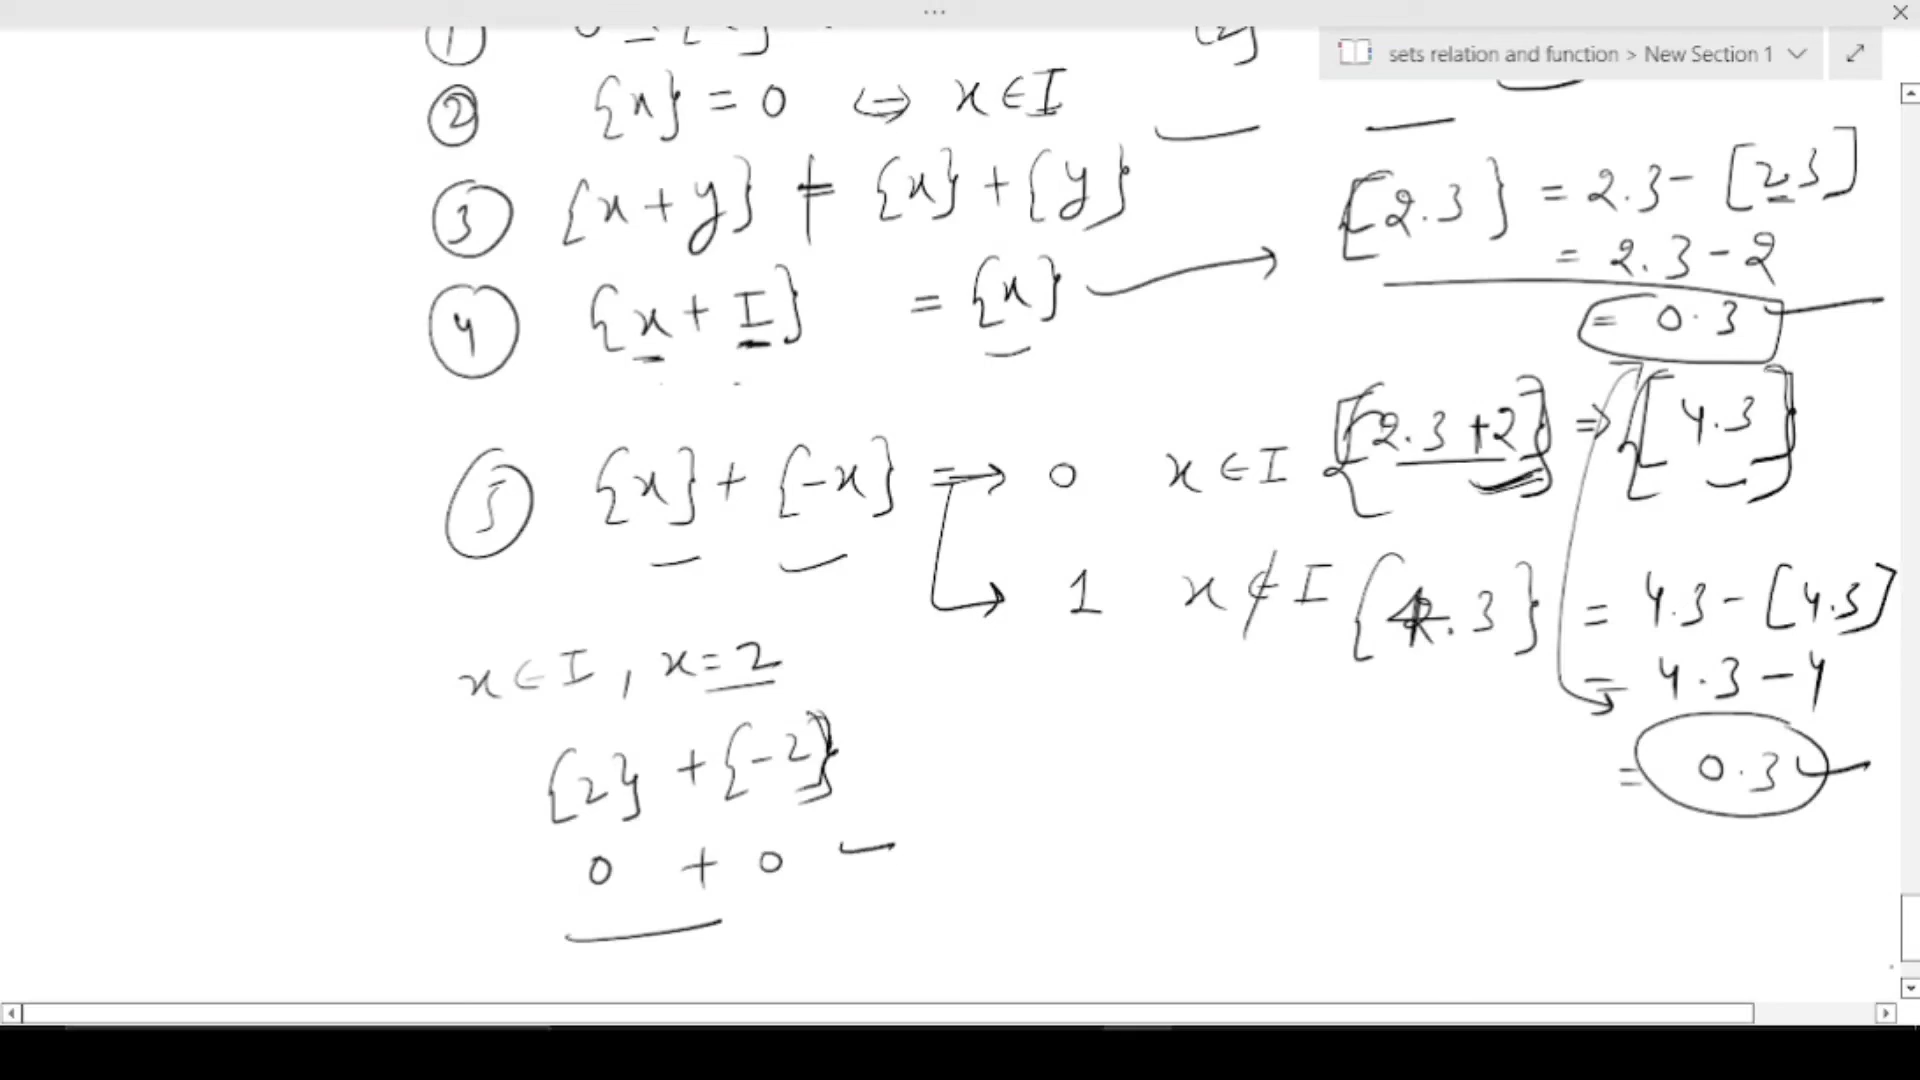 sets relation and function > New Section 1
②
{x} = 0 ⇔ x ∈ I
③ {x + y} ≠ {x} + {y}
{2.3} = 2.3 - [2.3]
= 2.3 - 2
= 0.3
④ {x + I} = {x}
{2.3 + 2} ⇒ {4.3}
⑤ {x} + {-x} ⇒ 0 x ∈ I
1 x ∉ I
{4.3} = 4.3 - [4.3]
= 4.3 - 4
= 0.3
x ∈ I, x = 2
{2} + {-2}
0 + 0